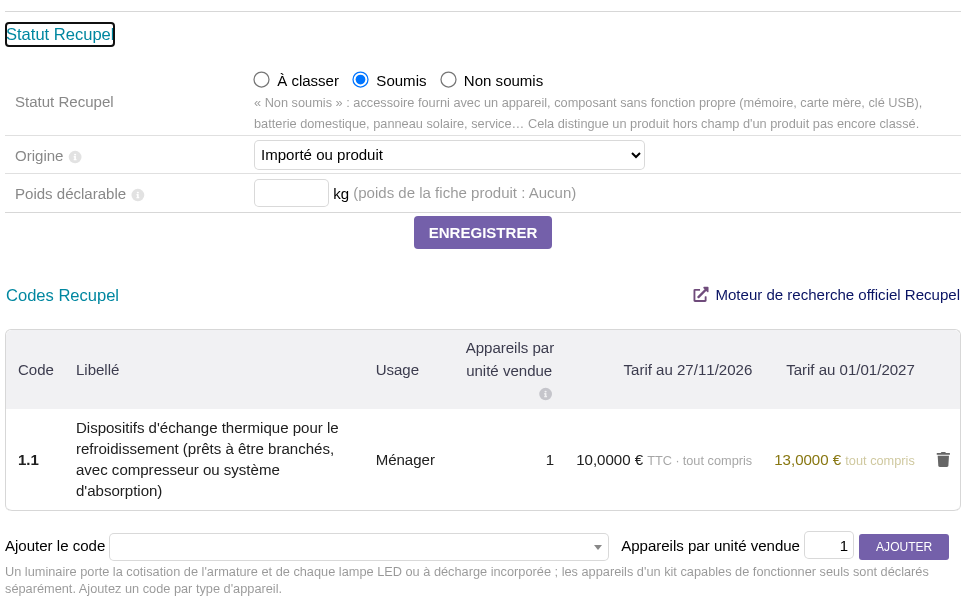 Statut Recupel
Statut Recupel
À classer Soumis Non soumis
« Non soumis » : accessoire fourni avec un appareil, composant sans fonction propre (mémoire, carte mère, clé USB),
batterie domestique, panneau solaire, service… Cela distingue un produit hors champ d'un produit pas encore classé.
Origine
Importé ou produit
Poids déclarable
kg (poids de la fiche produit : Aucun)
ENREGISTRER
Codes Recupel
Moteur de recherche officiel Recupel
Code Libellé Usage Appareils par
unité vendue
Tarif au 27/11/2026 Tarif au 01/01/2027
1.1
Dispositifs d'échange thermique pour le
refroidissement (prêts à être branchés,
avec compresseur ou système
d'absorption)
Ménager 1 10,0000 € TTC · tout compris 13,0000 € tout compris
Ajouter le code Appareils par unité vendue 1 AJOUTER
Un luminaire porte la cotisation de l'armature et de chaque lampe LED ou à décharge incorporée ; les appareils d'un kit capables de fonctionner seuls sont déclarés
séparément. Ajoutez un code par type d'appareil.